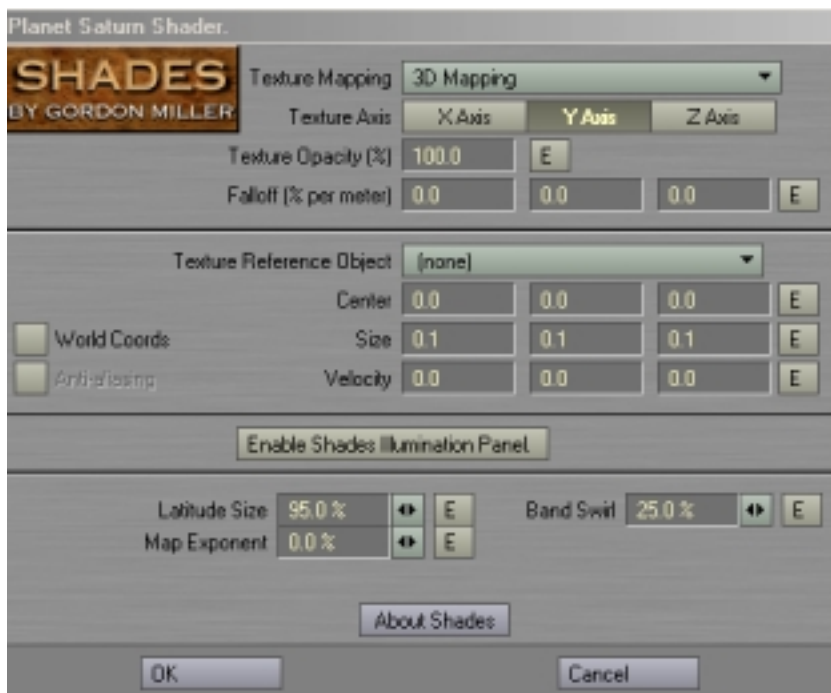 Planet Saturn Shader.
SHADES
BY GORDON MILLER
Texture Mapping 3D Mapping
Texture Axis X Axis Y Axis Z Axis
Texture Opacity (%) 100.0 E
Falloff (% per meter) 0.0 0.0 0.0 E
Texture Reference Object (none)
Center 0.0 0.0 0.0 E
World Coords Size 0.1 0.1 0.1 E
Anti-aliasing Velocity 0.0 0.0 0.0 E
Enable Shades Illumination Panel.
Latitude Size 95.0 % E Band Swirl 25.0 % E
Map Exponent 0.0 % E
About Shades
OK Cancel